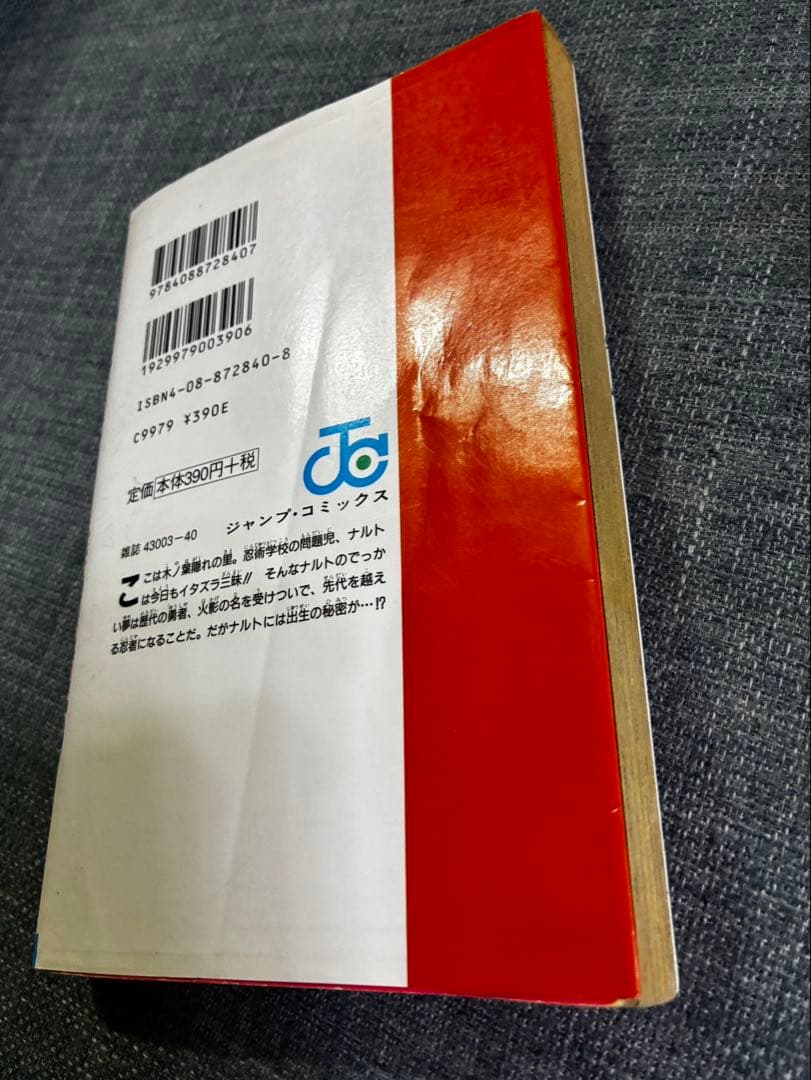 9784088728407
1929979003906
ISBN4-08-872840-8
C9979 ¥390E
定価 本体390円+税
JC
ジャンプ・コミックス
雑誌 43003-40
ここは木ノ葉隠れの里。忍術学校の問題児、ナルト
は今日もイタズラ三昧!! そんなナルトのでっか
い夢は歴代の勇者、火影の名を受けついで、先代を越え
る忍者になることだ。だがナルトには出生の秘密が…!?